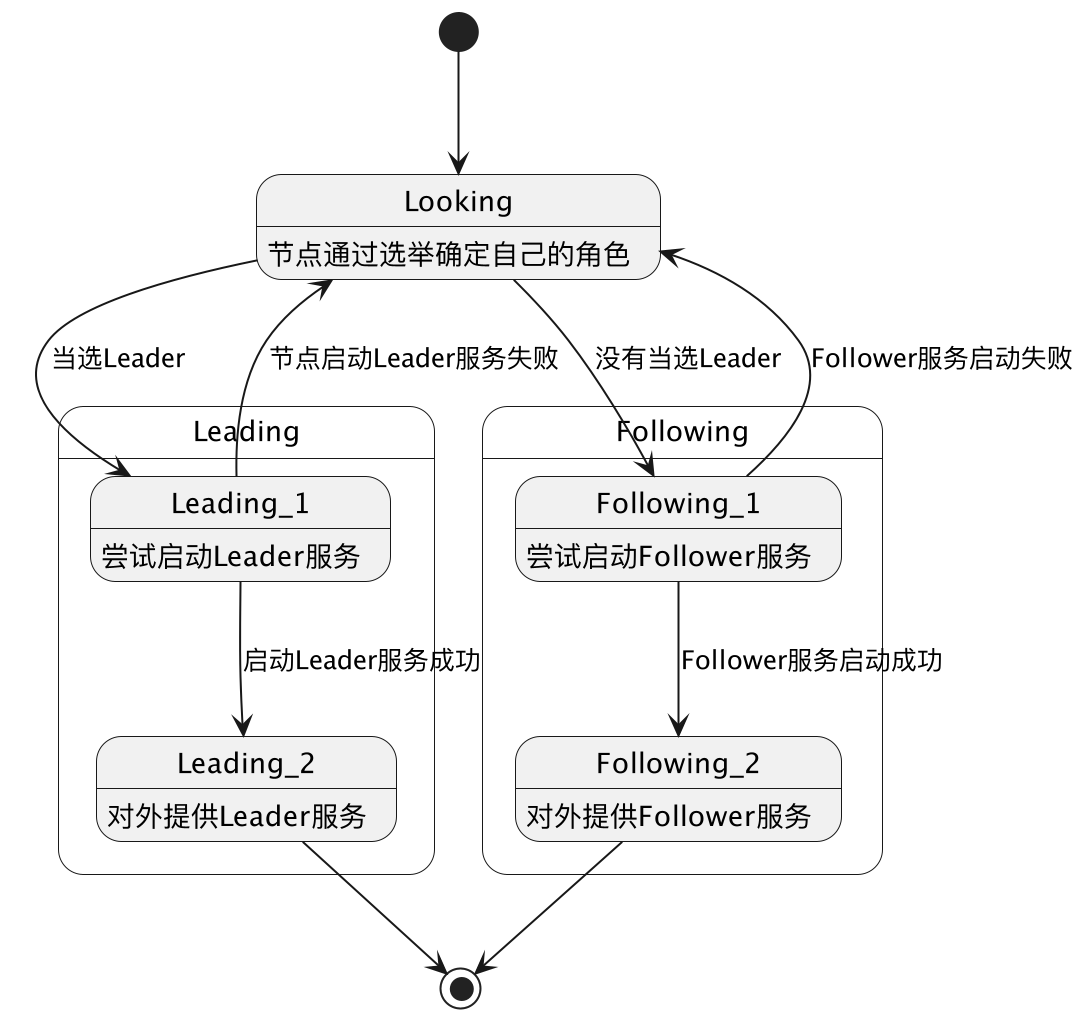 Looking
节点通过选举确定自己的角色
当选Leader
节点启动Leader服务失败
没有当选Leader
Follower服务启动失败
Leading
Following
Leading_1
尝试启动Leader服务
Following_1
尝试启动Follower服务
启动Leader服务成功
Follower服务启动成功
Leading_2
对外提供Leader服务
Following_2
对外提供Follower服务